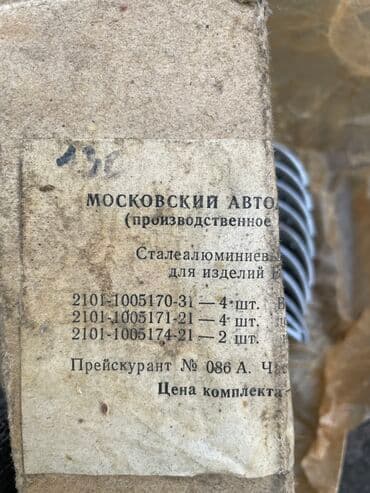 МОСКОВСКИЙ АВТО
(производственное
Сталеалюминиев
для изделий
2101-1005170-31 — 4 шт.
2101-1005171-21 — 4 шт.
2101-1005174-21 — 2 шт.
Прейскурант № 086 А. Час
Цена комплекта